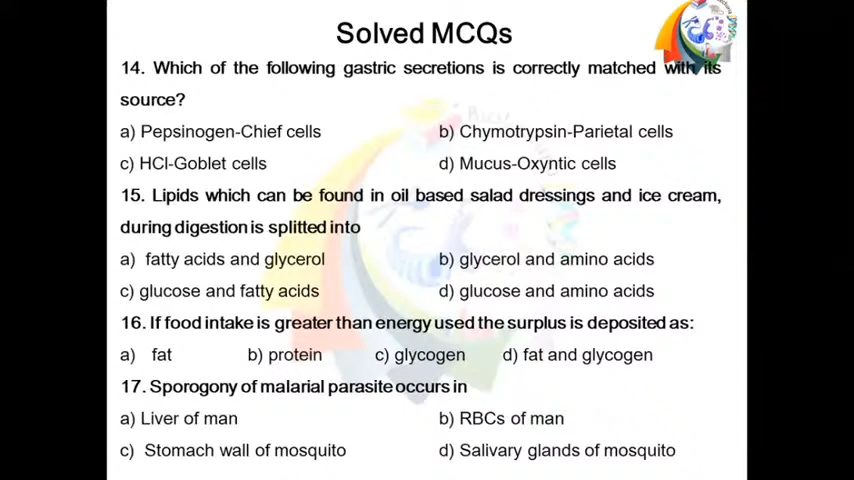 Solved MCQs
14. Which of the following gastric secretions is correctly matched with its
source?
a) Pepsinogen-Chief cells b) Chymotrypsin-Parietal cells
c) HCl-Goblet cells d) Mucus-Oxyntic cells
15. Lipids which can be found in oil based salad dressings and ice cream,
during digestion is splitted into
a) fatty acids and glycerol b) glycerol and amino acids
c) glucose and fatty acids d) glucose and amino acids
16. If food intake is greater than energy used the surplus is deposited as:
a) fat b) protein c) glycogen d) fat and glycogen
17. Sporogony of malarial parasite occurs in
a) Liver of man b) RBCs of man
c) Stomach wall of mosquito d) Salivary glands of mosquito